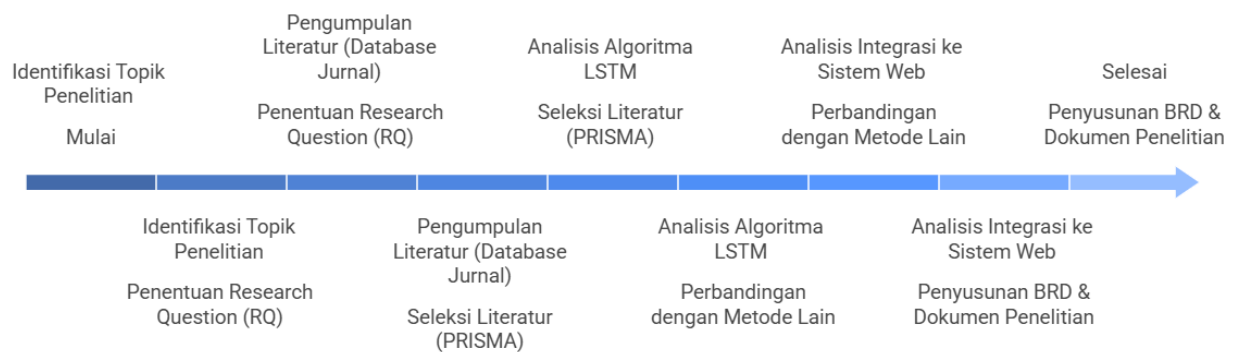 Identifikasi Topik
Penelitian
Mulai
Pengumpulan
Literatur (Database
Jurnal)
Penentuan Research
Question (RQ)
Analisis Algoritma
LSTM
Seleksi Literatur
(PRISMA)
Analisis Integrasi ke
Sistem Web
Perbandingan
dengan Metode Lain
Selesai
Penyusunan BRD &
Dokumen Penelitian
Identifikasi Topik
Penelitian
Penentuan Research
Question (RQ)
Pengumpulan
Literatur (Database
Jurnal)
Seleksi Literatur
(PRISMA)
Analisis Algoritma
LSTM
Perbandingan
dengan Metode Lain
Analisis Integrasi ke
Sistem Web
Penyusunan BRD &
Dokumen Penelitian